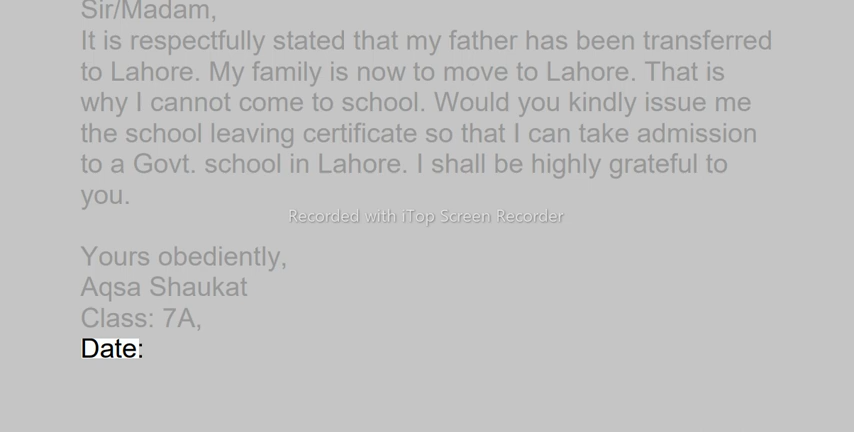 Sir/Madam,
It is respectfully stated that my father has been transferred
to Lahore. My family is now to move to Lahore. That is
why I cannot come to school. Would you kindly issue me
the school leaving certificate so that I can take admission
to a Govt. school in Lahore. I shall be highly grateful to
you.
Recorded with iTop Screen Recorder
Yours obediently,
Aqsa Shaukat
Class: 7A,
Date: